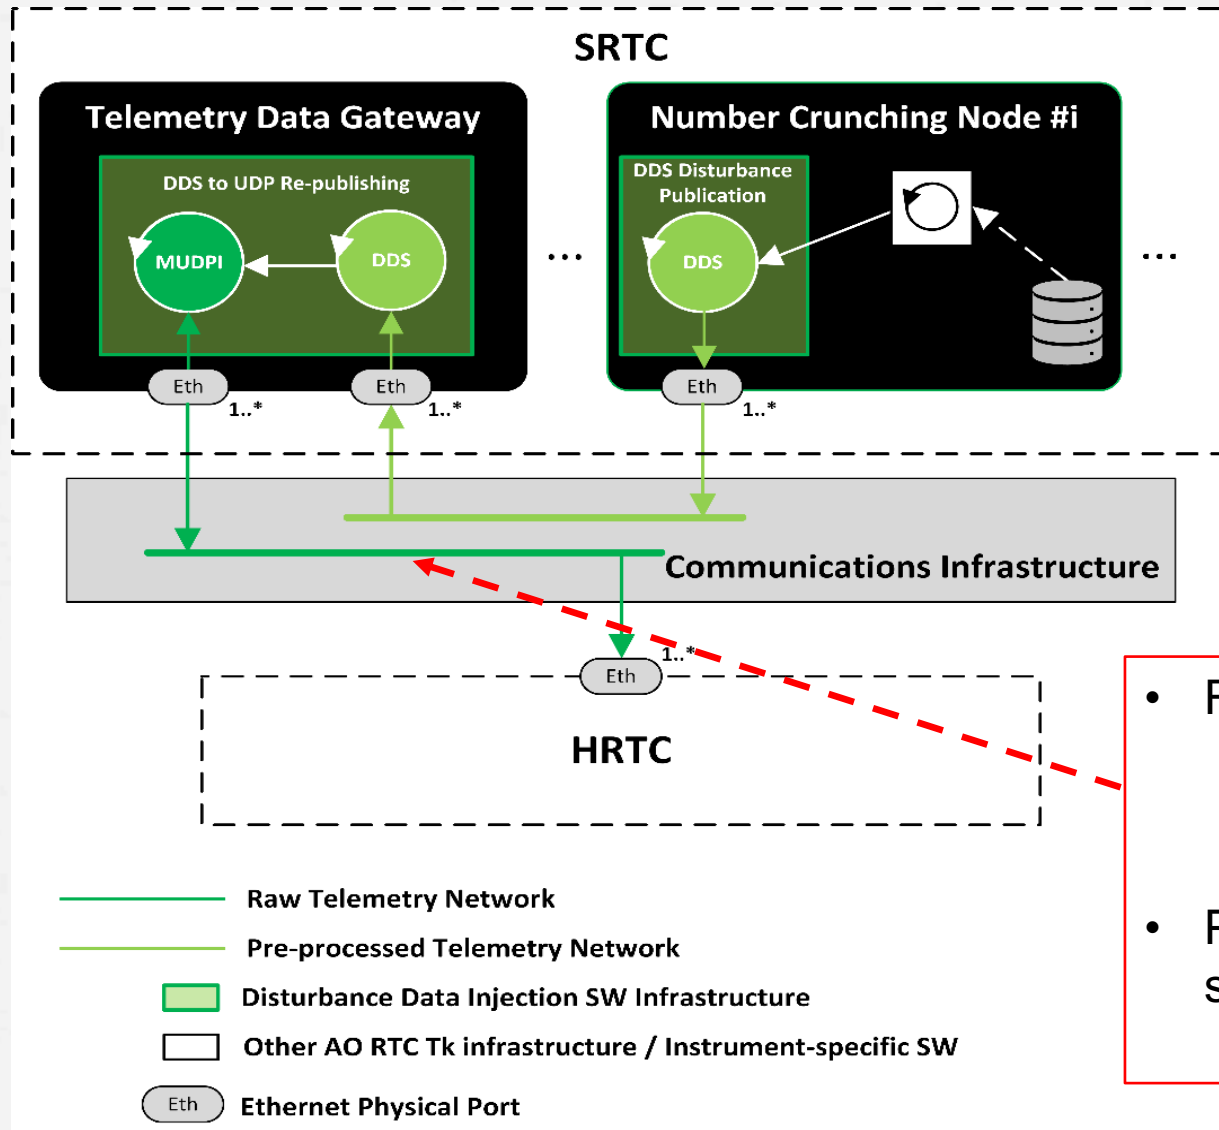 SRTC
Telemetry Data Gateway
DDS to UDP Re-publishing
MUDPI
DDS
Eth
1..*
Eth
1..*
...
Number Crunching Node #i
DDS Disturbance
Publication
DDS
Eth
1..*
...
Communications Infrastructure
1..*
Eth
HRTC
Raw Telemetry Network
Pre-processed Telemetry Network
Disturbance Data Injection SW Infrastructure
Other AO RTC Tk infrastructure / Instrument-specific SW
Eth
Ethernet Physical Port